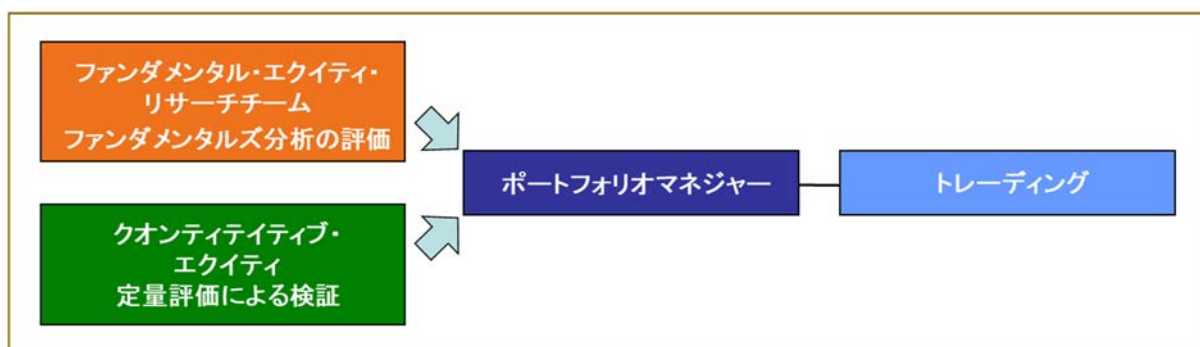 ファンダメンタル・エクイティ・
リサーチチーム
ファンダメンタルズ分析の評価
クオンティテイティブ・
エクイティ
定量評価による検証
ポートフォリオマネジャー
トレーディング